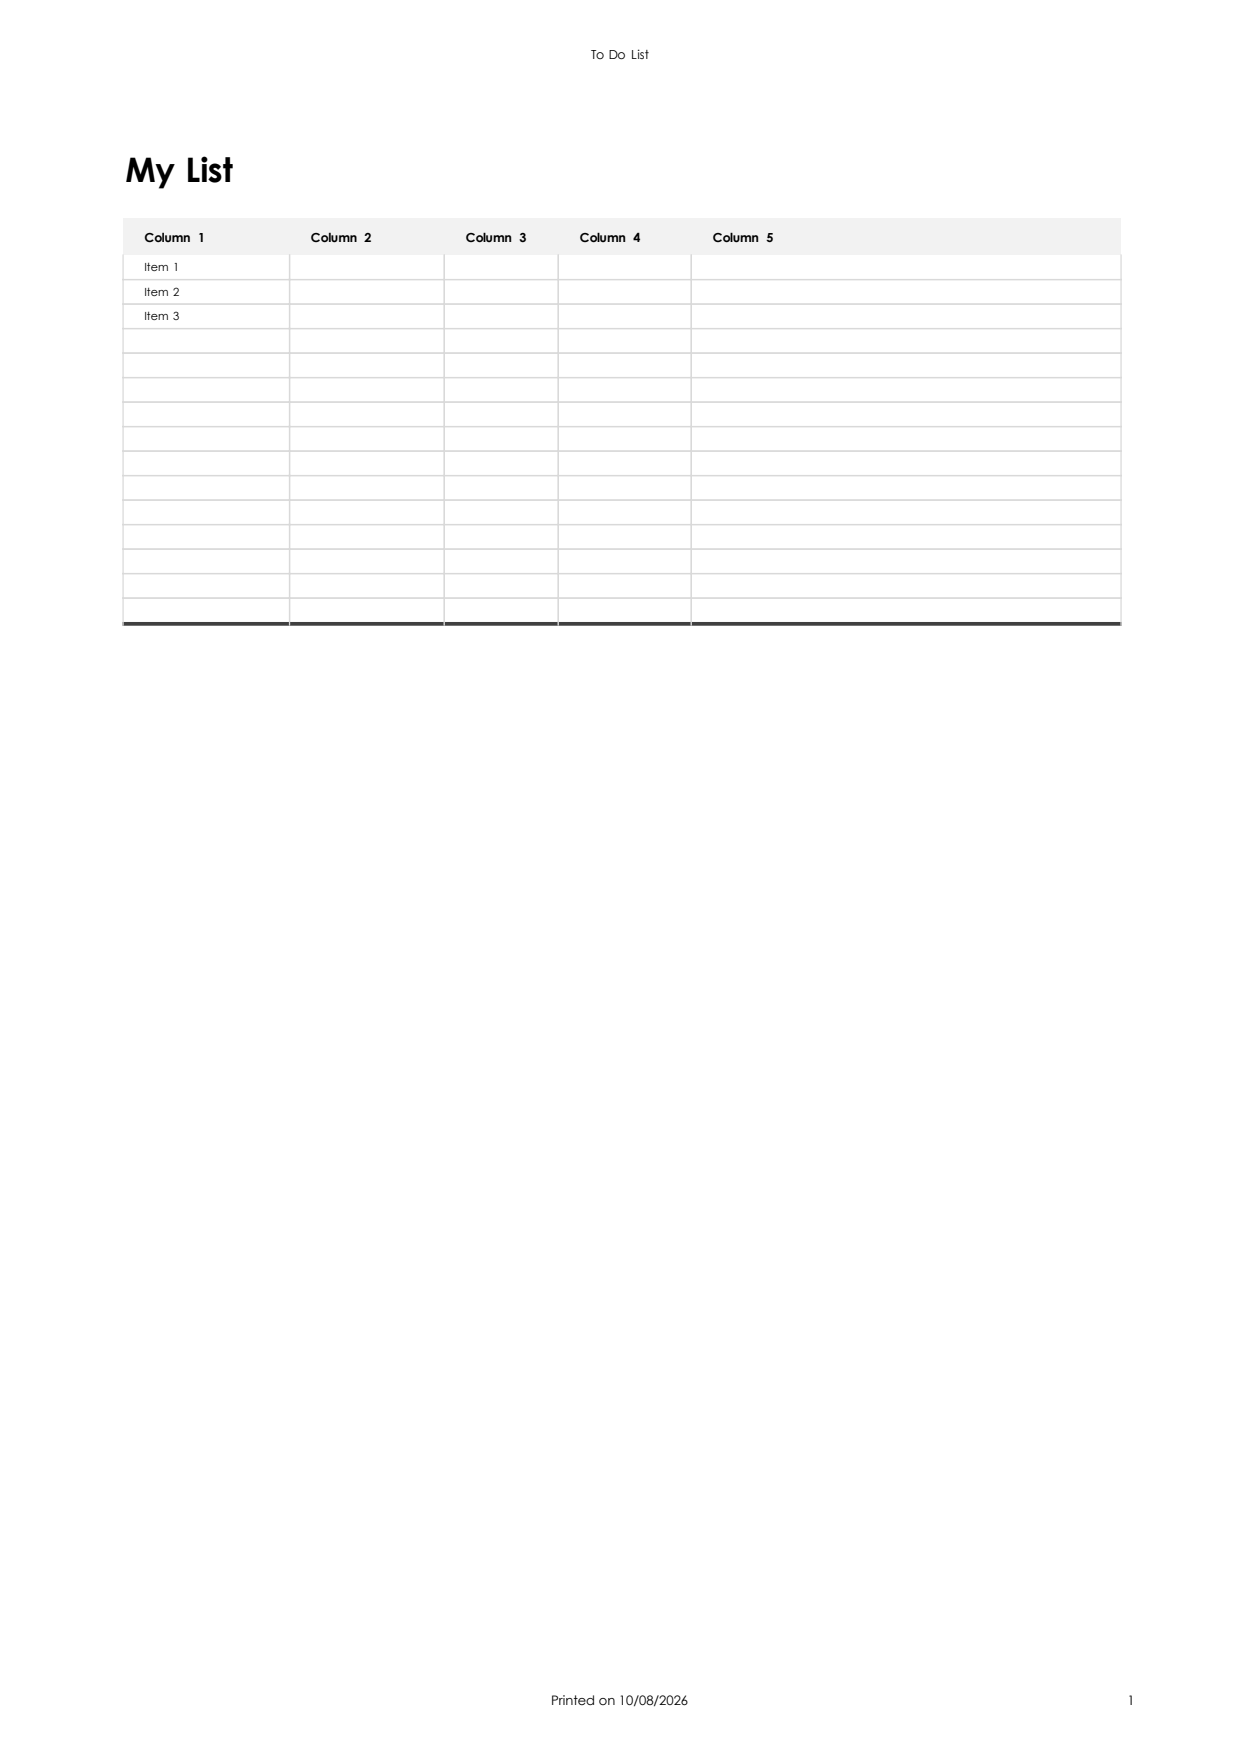 To Do List
My List
Column 1 Column 2 Column 3 Column 4 Column 5
Item 1
Item 2
Item 3
Printed on 10/08/2026 1